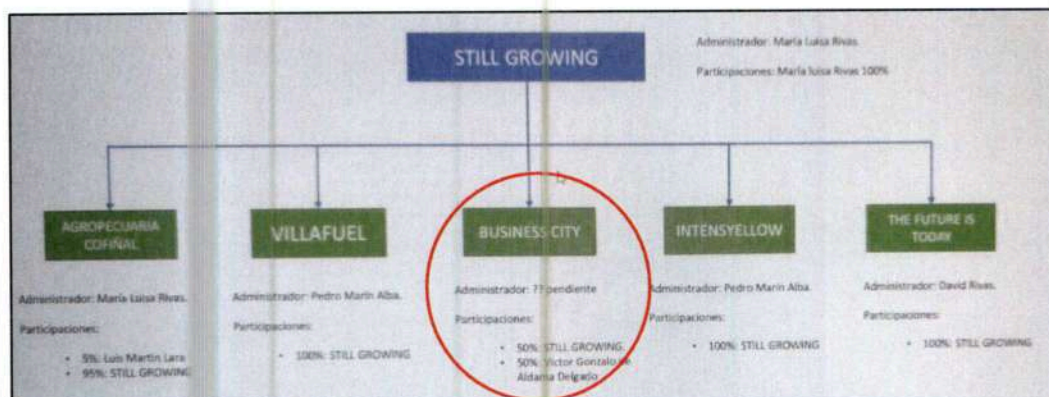 STILL GROWING
Administrador: María Luisa Rivas.
Participaciones: María luisa Rivas 100%
AGROPECUARIA
COFIÑAL
VILLAFUEL
BUSINESS CITY
INTENSYELLOW
THE FUTURE IS
TODAY
Administrador: María Luisa Rivas.
Participaciones:
• 5%: Luis Martin Lara
• 95%: STILL GROWING
Administrador: Pedro Marín Alba.
Participaciones:
• 100%: STILL GROWING
Administrador: ?? pendiente
Participaciones:
• 50%: STILL GROWING.
• 50%: Victor Gonzalo de
Aldama Delgado
Administrador: Pedro Marín Alba.
Participaciones:
• 100%: STILL GROWING
Administrador: David Rivas.
Participaciones:
• 100%: STILL GROWING